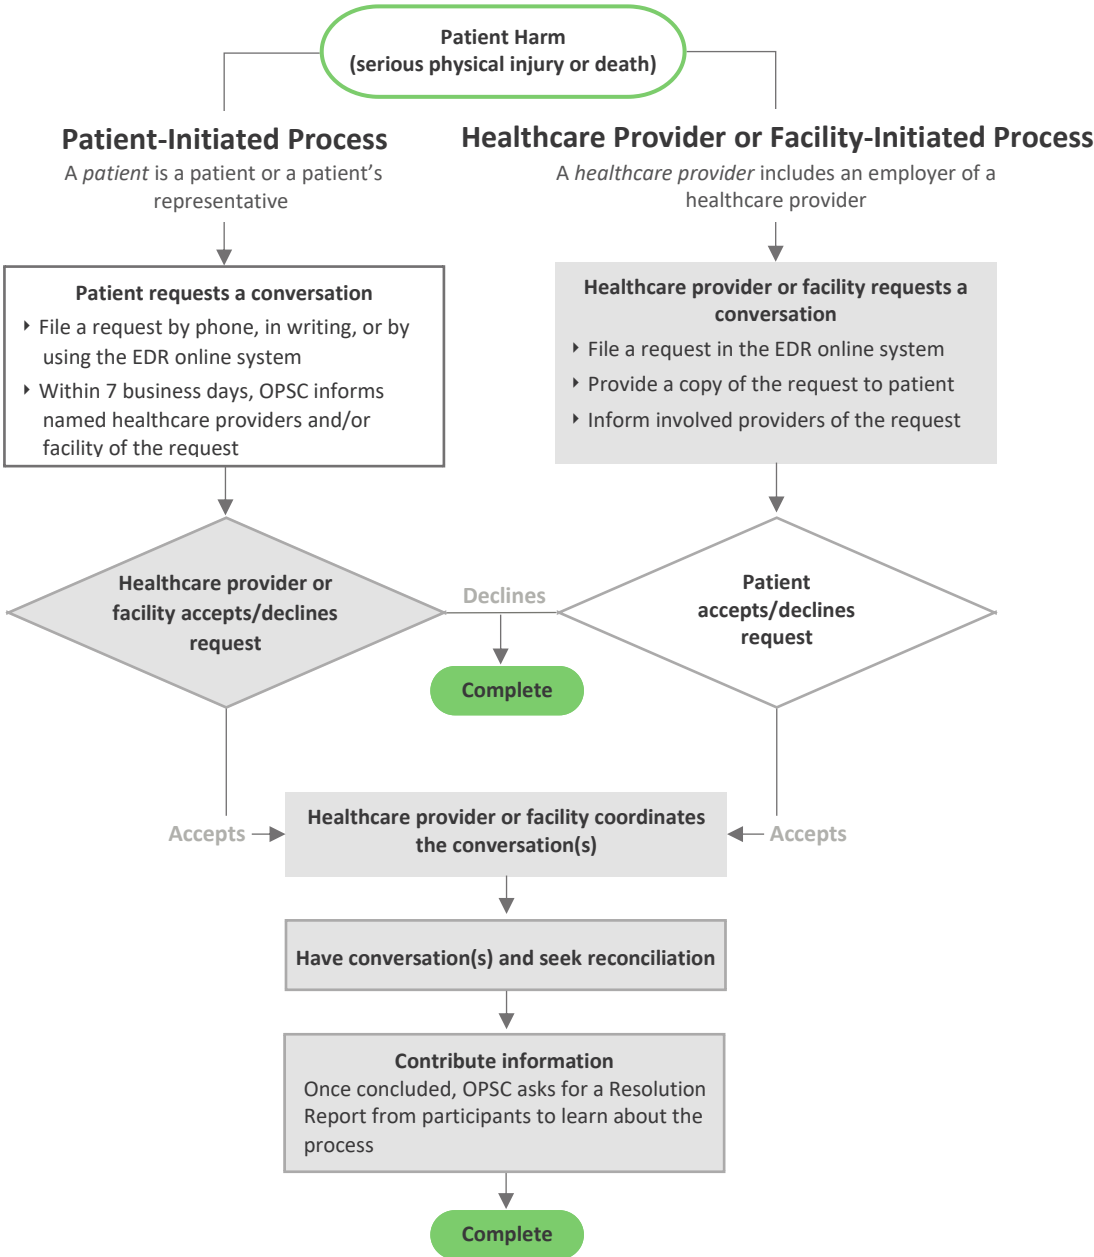 Patient Harm
(serious physical injury or death)
Patient-Initiated Process
A patient is a patient or a patient's
representative
Healthcare Provider or Facility-Initiated Process
A healthcare provider includes an employer of a
healthcare provider
Patient requests a conversation
File a request by phone, in writing, or by
using the EDR online system
Within 7 business days, OPSC informs
named healthcare providers and/or
facility of the request
Healthcare provider or facility requests a
conversation
File a request in the EDR online system
Provide a copy of the request to patient
Inform involved providers of the request
Healthcare provider or
facility accepts/declines
request
Declines
Patient
accepts/declines
request
Complete
Accepts
Healthcare provider or facility coordinates
the conversation(s)
Accepts
Have conversation(s) and seek reconciliation
Contribute information
Once concluded, OPSC asks for a Resolution
Report from participants to learn about the
process
Complete